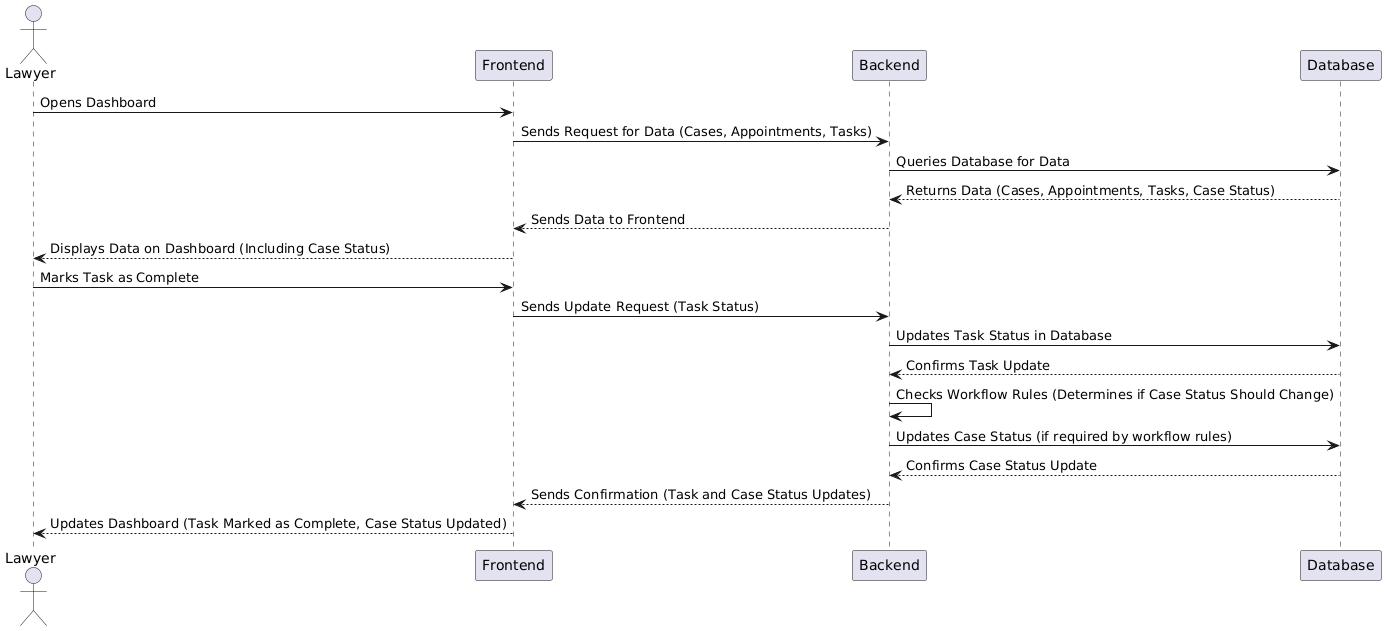 Lawyer
Frontend
Backend
Database
Opens Dashboard
Sends Request for Data (Cases, Appointments, Tasks)
Queries Database for Data
Returns Data (Cases, Appointments, Tasks, Case Status)
Sends Data to Frontend
Displays Data on Dashboard (Including Case Status)
Marks Task as Complete
Sends Update Request (Task Status)
Updates Task Status in Database
Confirms Task Update
Checks Workflow Rules (Determines if Case Status Should Change)
Updates Case Status (if required by workflow rules)
Confirms Case Status Update
Sends Confirmation (Task and Case Status Updates)
Updates Dashboard (Task Marked as Complete, Case Status Updated)
Lawyer
Frontend
Backend
Database